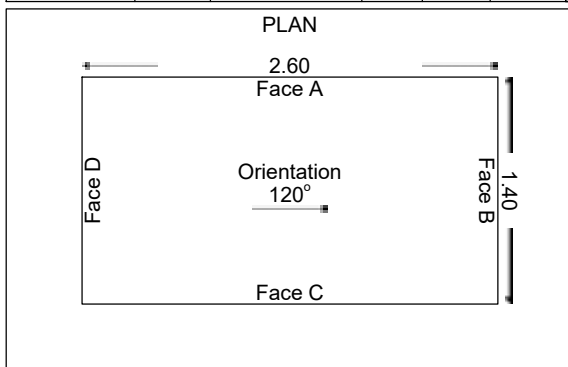 PLAN
2.60
Face A
Face D
Orientation
120°
Face B
1.40
Face C